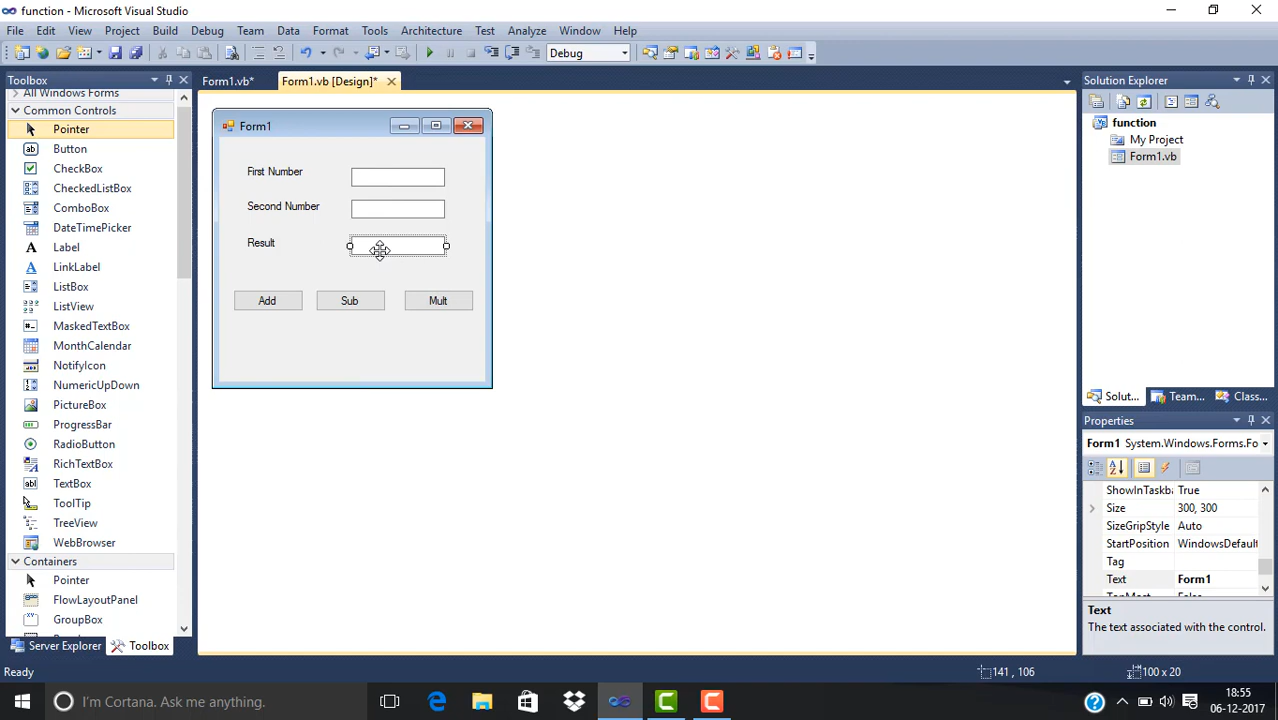 function - Microsoft Visual Studio
File Edit View Project Build Debug Team Data Format Tools Architecture Test Analyze Window Help
Debug
Toolbox
All Windows Forms
Common Controls
Pointer
Button
CheckBox
CheckedListBox
ComboBox
DateTimePicker
Label
LinkLabel
ListBox
ListView
MaskedTextBox
MonthCalendar
NotifyIcon
NumericUpDown
PictureBox
ProgressBar
RadioButton
RichTextBox
TextBox
ToolTip
TreeView
WebBrowser
Containers
Pointer
FlowLayoutPanel
GroupBox
Server Explorer Toolbox
Form1.vb* Form1.vb [Design]*
Form1
First Number
Second Number
Result
Add Sub Mult
Solution Explorer
function
My Project
Form1.vb
Solut... Team... Class...
Properties
Form1 System.Windows.Forms.Fo
ShowInTaskba True
Size 300, 300
SizeGripStyle Auto
StartPosition WindowsDefault
Tag
Text Form1
Text
The text associated with the control.
Ready 141 , 106 100 x 20
I'm Cortana. Ask me anything.
18:55
06-12-2017